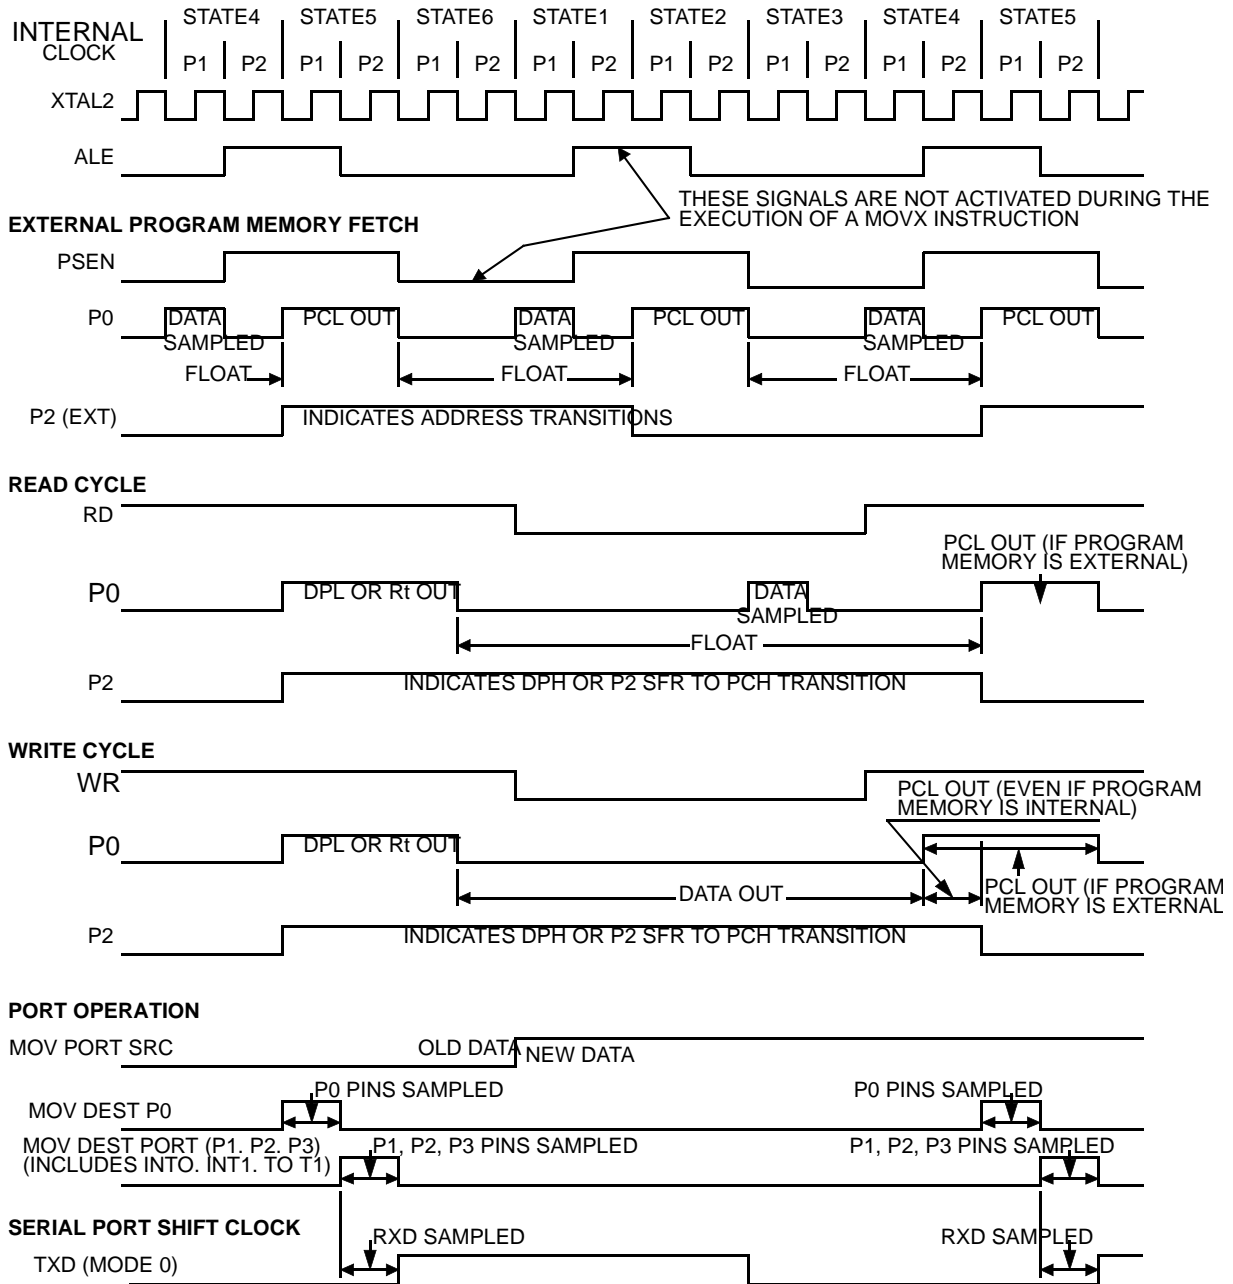 INTERNAL CLOCK
STATE4 STATE5 STATE6 STATE1 STATE2 STATE3 STATE4 STATE5
P1 P2 P1 P2 P1 P2 P1 P2 P1 P2 P1 P2 P1 P2 P1 P2
XTAL2
ALE
THESE SIGNALS ARE NOT ACTIVATED DURING THE
EXECUTION OF A MOVX INSTRUCTION
EXTERNAL PROGRAM MEMORY FETCH
PSEN
P0
DATA SAMPLED PCL OUT DATA SAMPLED PCL OUT DATA SAMPLED PCL OUT
FLOAT FLOAT FLOAT
P2 (EXT)
INDICATES ADDRESS TRANSITIONS
READ CYCLE
RD
PCL OUT (IF PROGRAM
MEMORY IS EXTERNAL)
P0
DPL OR Rt OUT
DATA
SAMPLED
FLOAT
P2
INDICATES DPH OR P2 SFR TO PCH TRANSITION
WRITE CYCLE
WR
PCL OUT (EVEN IF PROGRAM
MEMORY IS INTERNAL)
P0
DPL OR Rt OUT
DATA OUT
PCL OUT (IF PROGRAM
MEMORY IS EXTERNAL
P2
INDICATES DPH OR P2 SFR TO PCH TRANSITION
PORT OPERATION
MOV PORT SRC
OLD DATA NEW DATA
P0 PINS SAMPLED P0 PINS SAMPLED
MOV DEST P0
MOV DEST PORT (P1. P2. P3)
(INCLUDES INTO. INT1. TO T1)
P1, P2, P3 PINS SAMPLED P1, P2, P3 PINS SAMPLED
SERIAL PORT SHIFT CLOCK
RXD SAMPLED RXD SAMPLED
TXD (MODE 0)